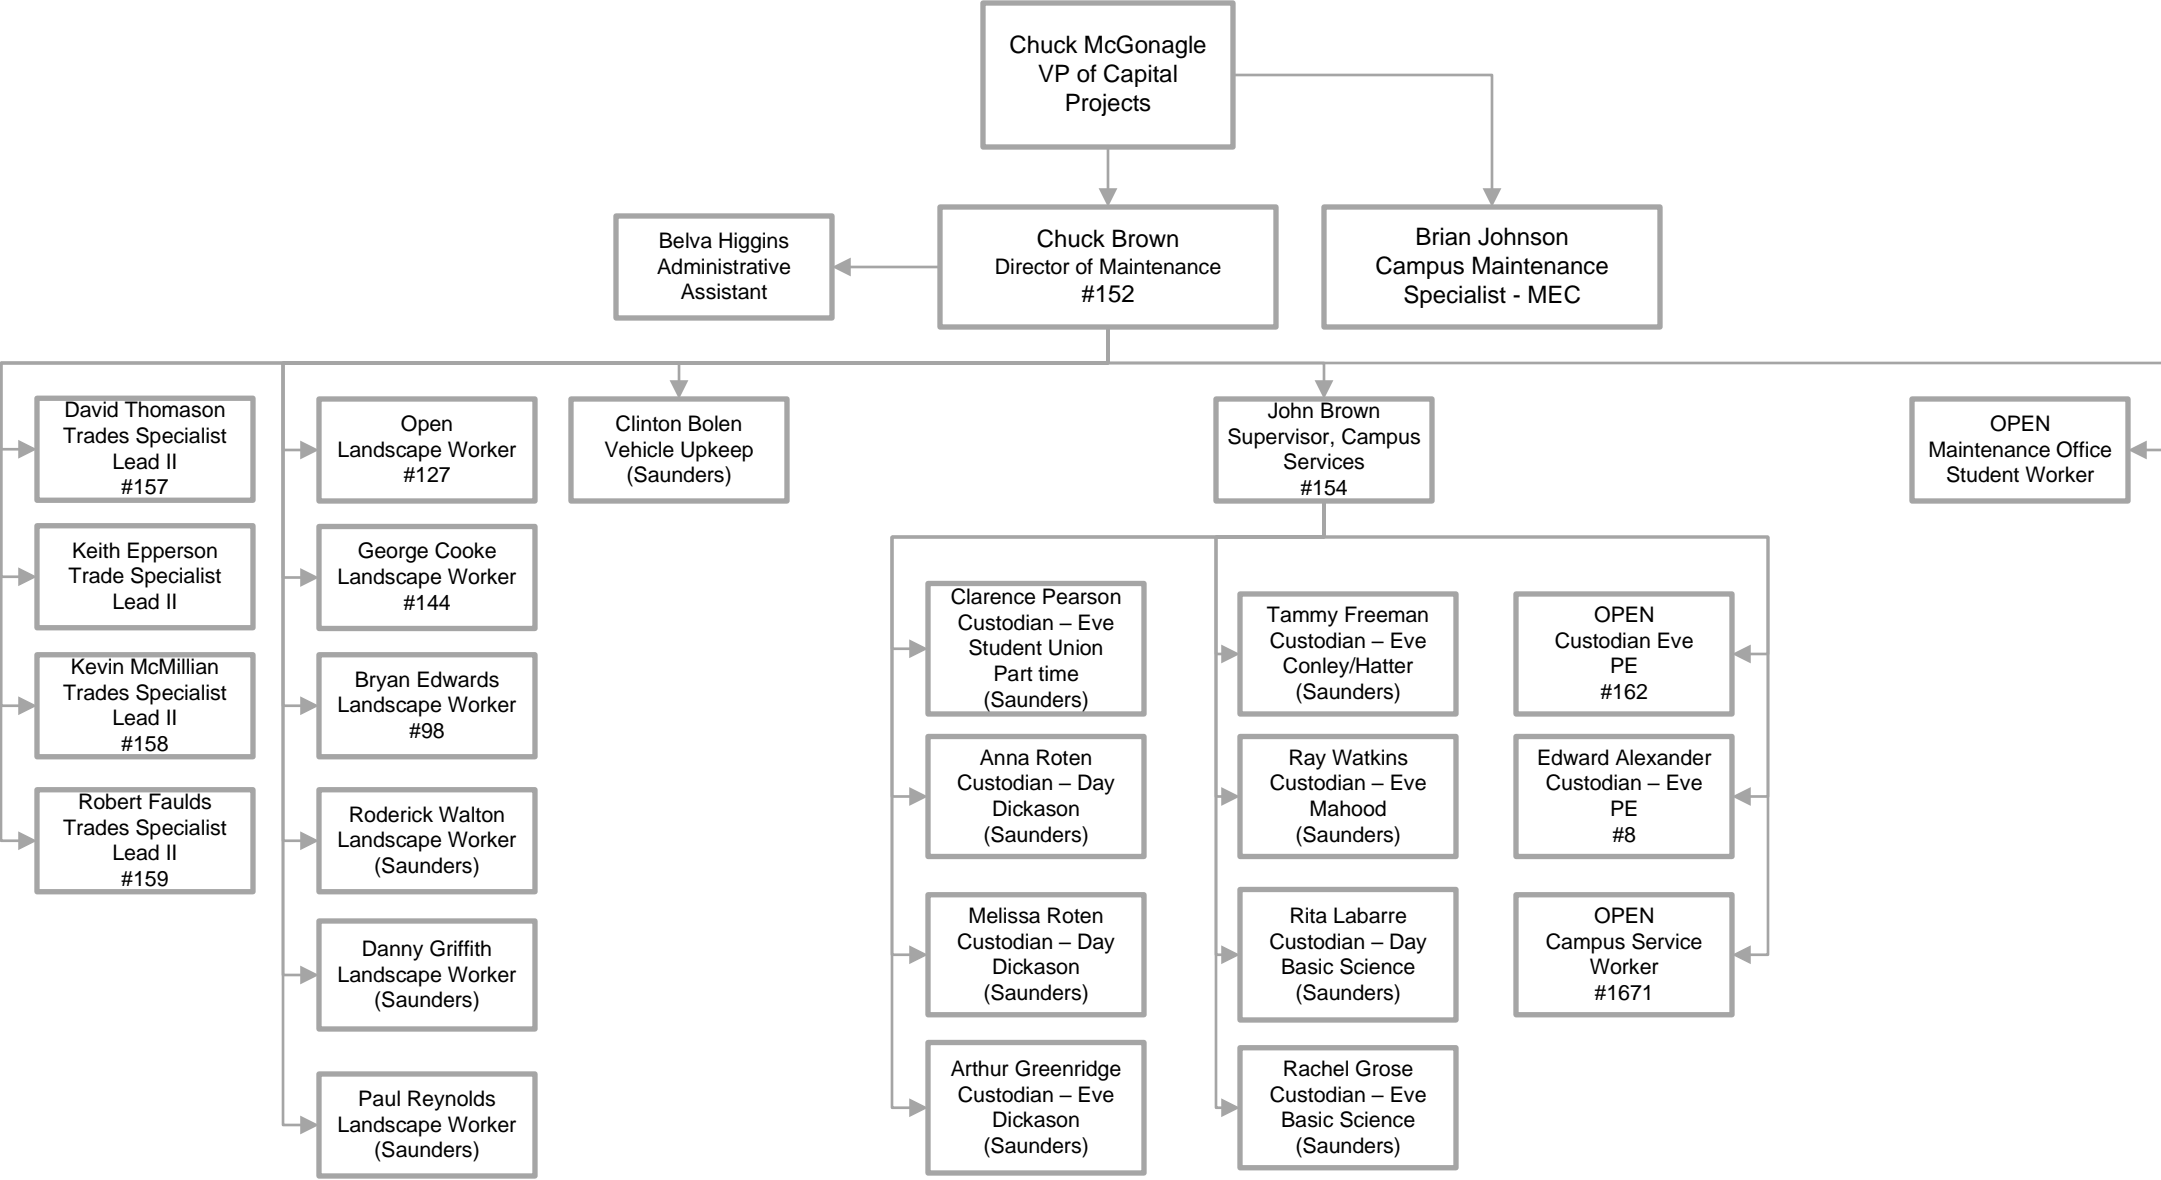 Chuck McGonagle
VP of Capital
Projects
Belva Higgins
Administrative
Assistant
Chuck Brown
Director of Maintenance
#152
Brian Johnson
Campus Maintenance
Specialist - MEC
David Thomason
Trades Specialist
Lead II
#157
Keith Epperson
Trade Specialist
Lead II
Kevin McMillian
Trades Specialist
Lead II
#158
Robert Faulds
Trades Specialist
Lead II
#159
Open
Landscape Worker
#127
George Cooke
Landscape Worker
#144
Bryan Edwards
Landscape Worker
#98
Roderick Walton
Landscape Worker
(Saunders)
Danny Griffith
Landscape Worker
(Saunders)
Paul Reynolds
Landscape Worker
(Saunders)
Clinton Bolen
Vehicle Upkeep
(Saunders)
John Brown
Supervisor, Campus
Services
#154
Clarence Pearson
Custodian – Eve
Student Union
Part time
(Saunders)
Anna Roten
Custodian – Day
Dickason
(Saunders)
Melissa Roten
Custodian – Day
Dickason
(Saunders)
Arthur Greenridge
Custodian – Eve
Dickason
(Saunders)
Tammy Freeman
Custodian – Eve
Conley/Hatter
(Saunders)
Ray Watkins
Custodian – Eve
Mahood
(Saunders)
Rita Labarre
Custodian – Day
Basic Science
(Saunders)
Rachel Grose
Custodian – Eve
Basic Science
(Saunders)
OPEN
Custodian Eve
PE
#162
Edward Alexander
Custodian – Eve
PE
#8
OPEN
Campus Service
Worker
#1671
OPEN
Maintenance Office
Student Worker